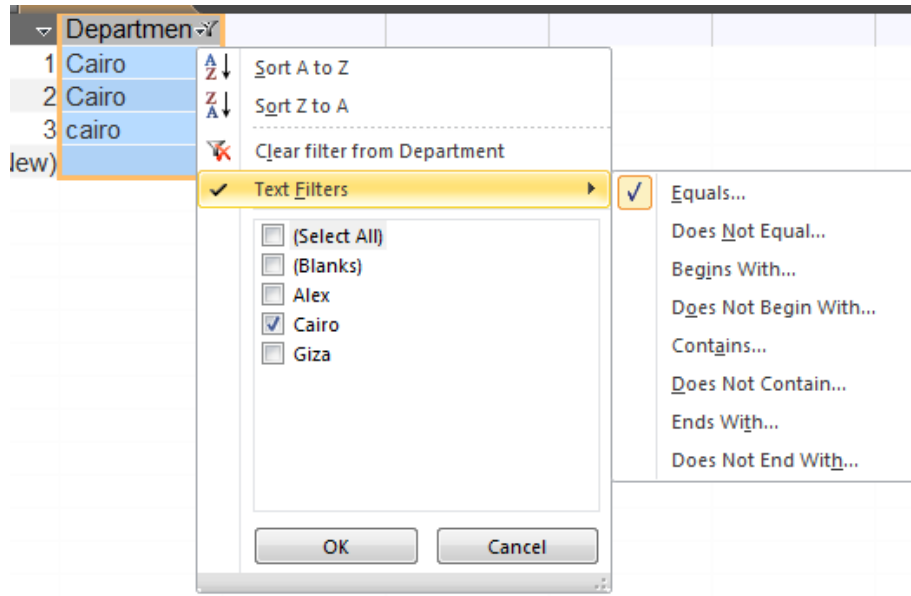 Departmen
1 Cairo
2 Cairo
3 cairo
New)
Sort A to Z
Sort Z to A
Clear filter from Department
Text Filters
(Select All)
(Blanks)
Alex
Cairo
Giza
OK Cancel
Equals...
Does Not Equal...
Begins With...
Does Not Begin With...
Contains...
Does Not Contain...
Ends With...
Does Not End With...